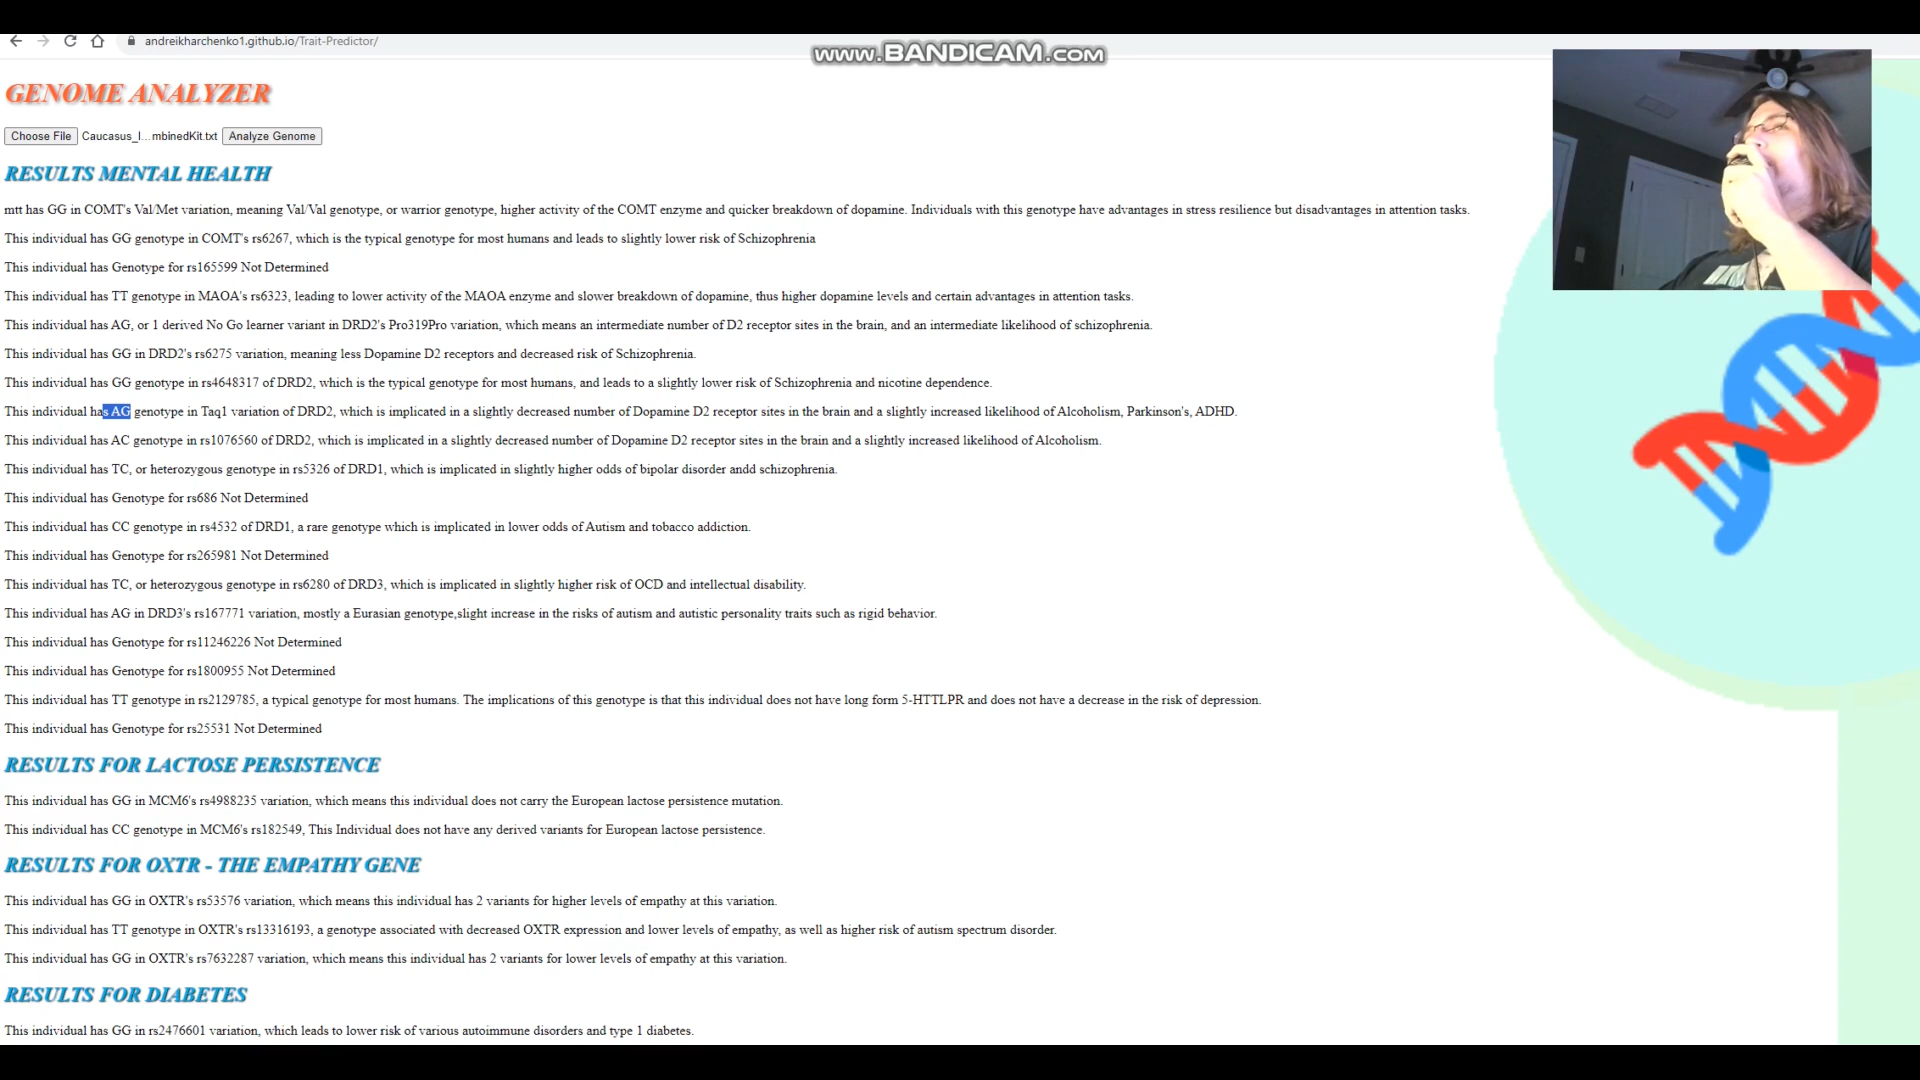 andreikharchenko1.github.io/Trait-Predictor/
www.BANDICAM.com
GENOME ANALYZER
Choose File Caucasus_l...mbinedKit.txt Analyze Genome
RESULTS MENTAL HEALTH
mtt has GG in COMT's Val/Met variation, meaning Val/Val genotype, or warrior genotype, higher activity of the COMT enzyme and quicker breakdown of dopamine. Individuals with this genotype have advantages in stress resilience but disadvantages in attention tasks.
This individual has GG genotype in COMT's rs6267, which is the typical genotype for most humans and leads to slightly lower risk of Schizophrenia
This individual has Genotype for rs165599 Not Determined
This individual has TT genotype in MAOA's rs6323, leading to lower activity of the MAOA enzyme and slower breakdown of dopamine, thus higher dopamine levels and certain advantages in attention tasks.
This individual has AG, or 1 derived No Go learner variant in DRD2's Pro319Pro variation, which means an intermediate number of D2 receptor sites in the brain, and an intermediate likelihood of schizophrenia.
This individual has GG in DRD2's rs6275 variation, meaning less Dopamine D2 receptors and decreased risk of Schizophrenia.
This individual has GG genotype in rs4648317 of DRD2, which is the typical genotype for most humans, and leads to a slightly lower risk of Schizophrenia and nicotine dependence.
This individual has AG genotype in Taq1 variation of DRD2, which is implicated in a slightly decreased number of Dopamine D2 receptor sites in the brain and a slightly increased likelihood of Alcoholism, Parkinson's, ADHD.
This individual has AC genotype in rs1076560 of DRD2, which is implicated in a slightly decreased number of Dopamine D2 receptor sites in the brain and a slightly increased likelihood of Alcoholism.
This individual has TC, or heterozygous genotype in rs5326 of DRD1, which is implicated in slightly higher odds of bipolar disorder andd schizophrenia.
This individual has Genotype for rs686 Not Determined
This individual has CC genotype in rs4532 of DRD1, a rare genotype which is implicated in lower odds of Autism and tobacco addiction.
This individual has Genotype for rs265981 Not Determined
This individual has TC, or heterozygous genotype in rs6280 of DRD3, which is implicated in slightly higher risk of OCD and intellectual disability.
This individual has AG in DRD3's rs167771 variation, mostly a Eurasian genotype,slight increase in the risks of autism and autistic personality traits such as rigid behavior.
This individual has Genotype for rs11246226 Not Determined
This individual has Genotype for rs1800955 Not Determined
This individual has TT genotype in rs2129785, a typical genotype for most humans. The implications of this genotype is that this individual does not have long form 5-HTTLPR and does not have a decrease in the risk of depression.
This individual has Genotype for rs25531 Not Determined
RESULTS FOR LACTOSE PERSISTENCE
This individual has GG in MCM6's rs4988235 variation, which means this individual does not carry the European lactose persistence mutation.
This individual has CC genotype in MCM6's rs182549, This Individual does not have any derived variants for European lactose persistence.
RESULTS FOR OXTR - THE EMPATHY GENE
This individual has GG in OXTR's rs53576 variation, which means this individual has 2 variants for higher levels of empathy at this variation.
This individual has TT genotype in OXTR's rs13316193, a genotype associated with decreased OXTR expression and lower levels of empathy, as well as higher risk of autism spectrum disorder.
This individual has GG in OXTR's rs7632287 variation, which means this individual has 2 variants for lower levels of empathy at this variation.
RESULTS FOR DIABETES
This individual has GG in rs2476601 variation, which leads to lower risk of various autoimmune disorders and type 1 diabetes.